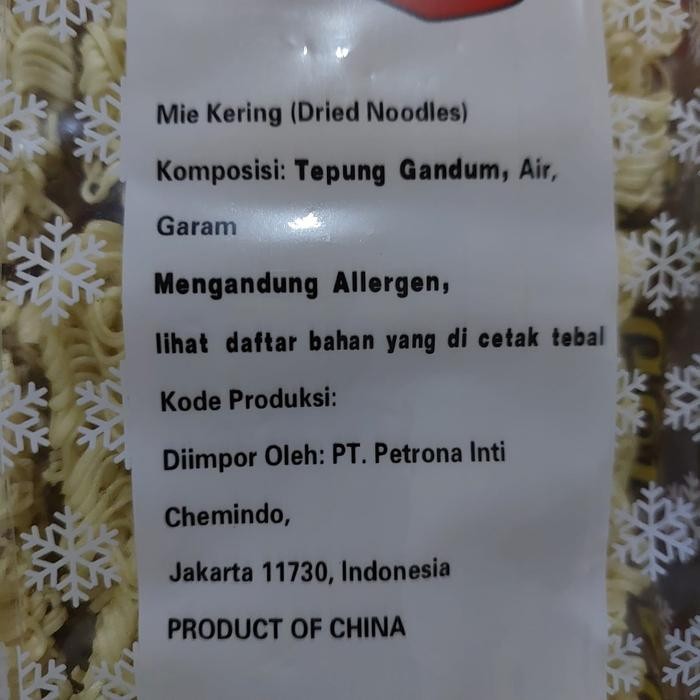 Mie Kering (Dried Noodles)
Komposisi: Tepung Gandum, Air,
Garam
Mengandung Allergen,
lihat daftar bahan yang di cetak tebal
Kode Produksi:
Diimpor Oleh: PT. Petrona Inti
Chemindo,
Jakarta 11730, Indonesia
PRODUCT OF CHINA